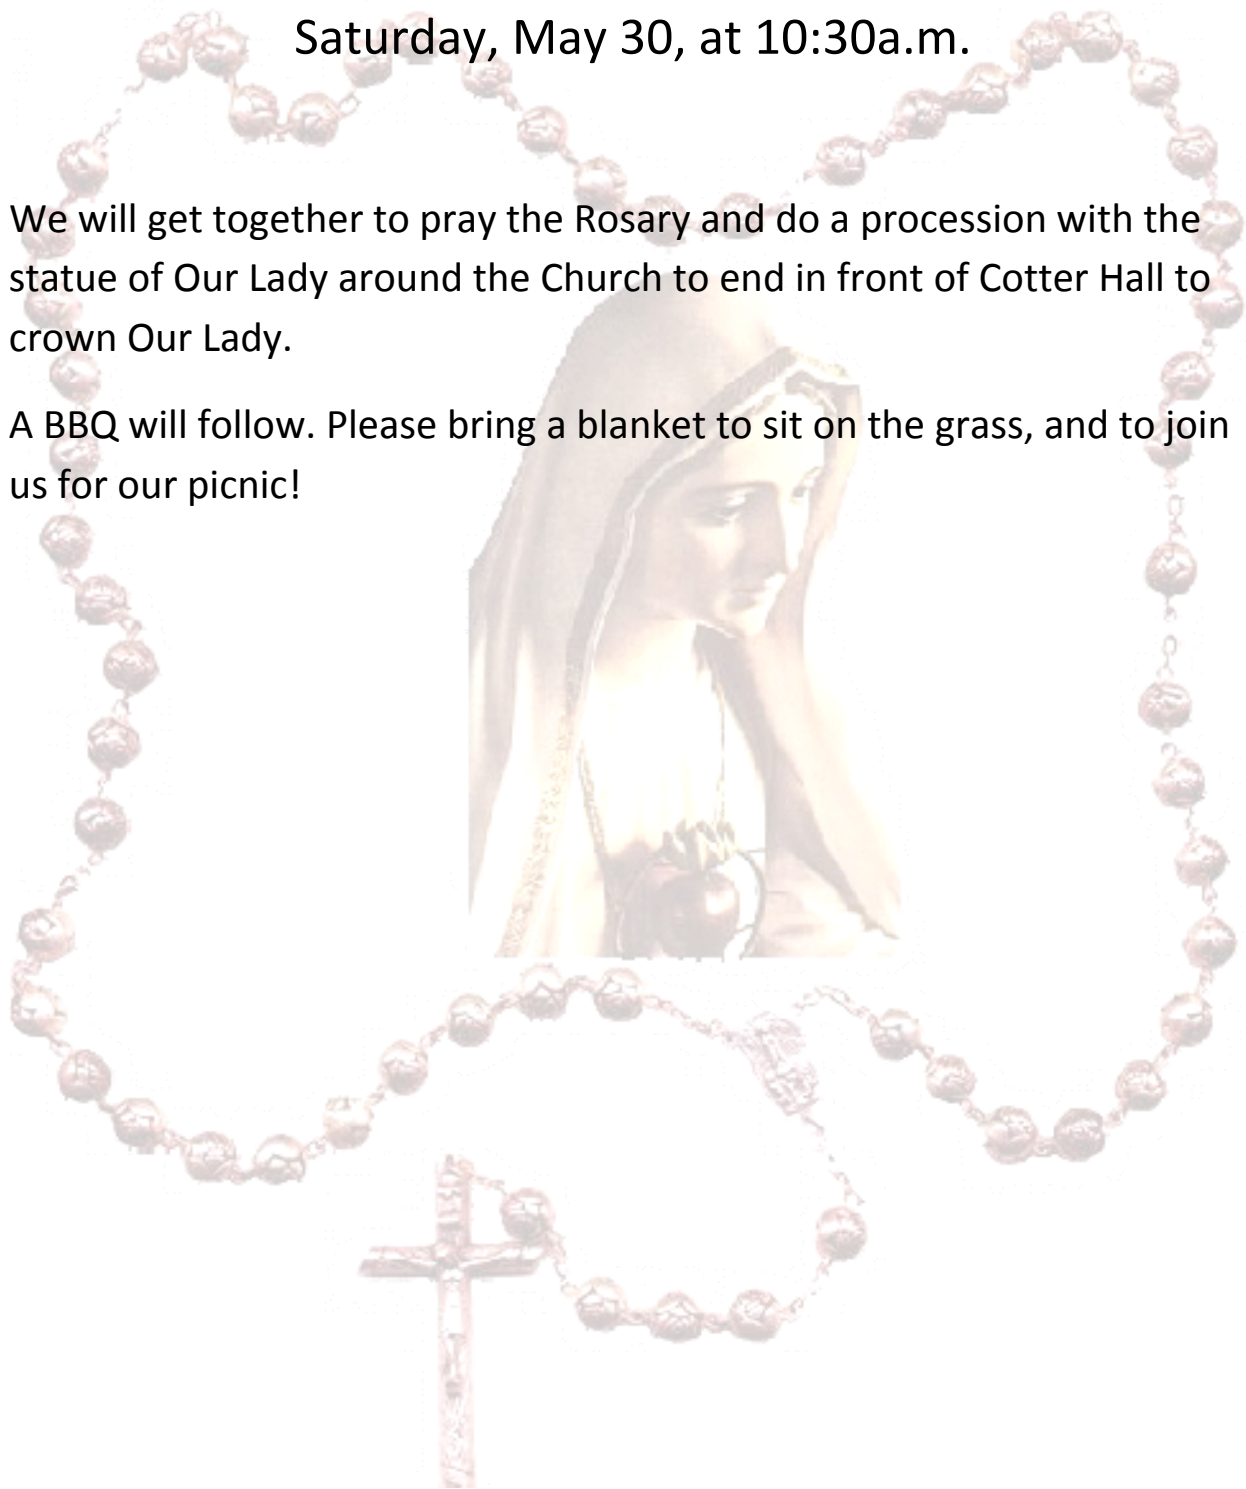 Saturday, May 30, at 10:30a.m.
We will get together to pray the Rosary and do a procession with the
statue of Our Lady around the Church to end in front of Cotter Hall to
crown Our Lady.
A BBQ will follow. Please bring a blanket to sit on the grass, and to join
us for our picnic!